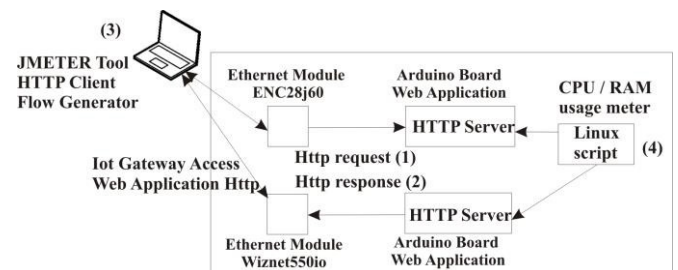 (3)
JMETER Tool
HTTP Client
Flow Generator
Ethernet Module
ENC28j60
Arduino Board
Web Application
HTTP Server
CPU / RAM
usage meter
Linux
script
(4)
Iot Gateway Access
Web Application Http
Http request (1)
Http response (2)
HTTP Server
Ethernet Module
Wiznet550io
Arduino Board
Web Application